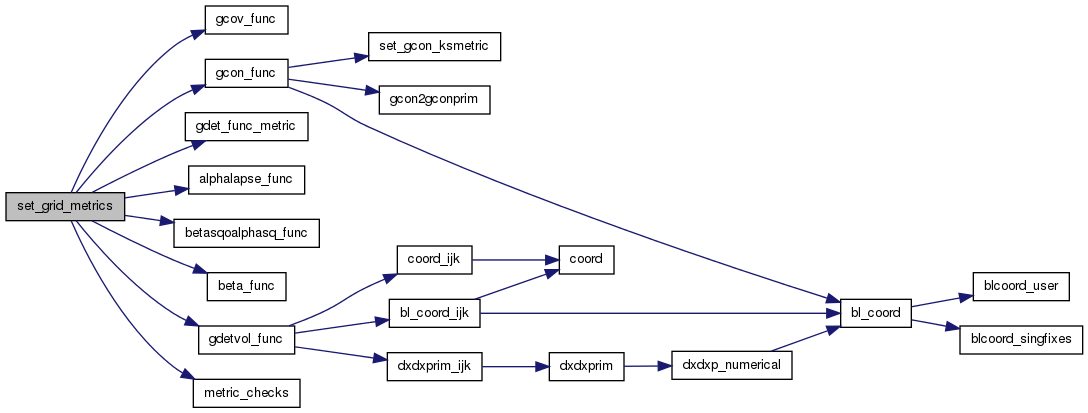 gcov_func
set_gcon_ksmetric
gcon_func
gcon2gconprim
gdet_func_metric
alphalapse_func
set_grid_metrics
betasqoalphasq_func
coord_ijk
coord
beta_func
blcoord_user
bl_coord_ijk
bl_coord
gdetvol_func
blcoord_singfixes
dxdxprim_ijk
dxdxprim
dxdxp_numerical
metric_checks